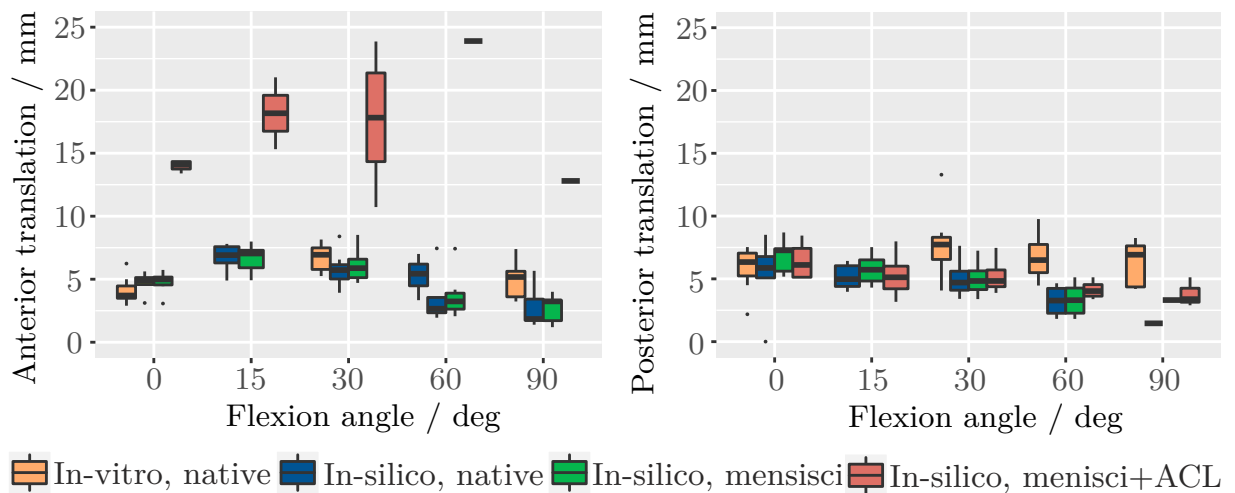 Anterior translation / mm
25
20
15
10
5
0
0 15 30 60 90
Flexion angle / deg
Posterior translation / mm
25
20
15
10
5
0
0 15 30 60 90
Flexion angle / deg
In-vitro, native In-silico, native In-silico, mensisci In-silico, menisci+ACL